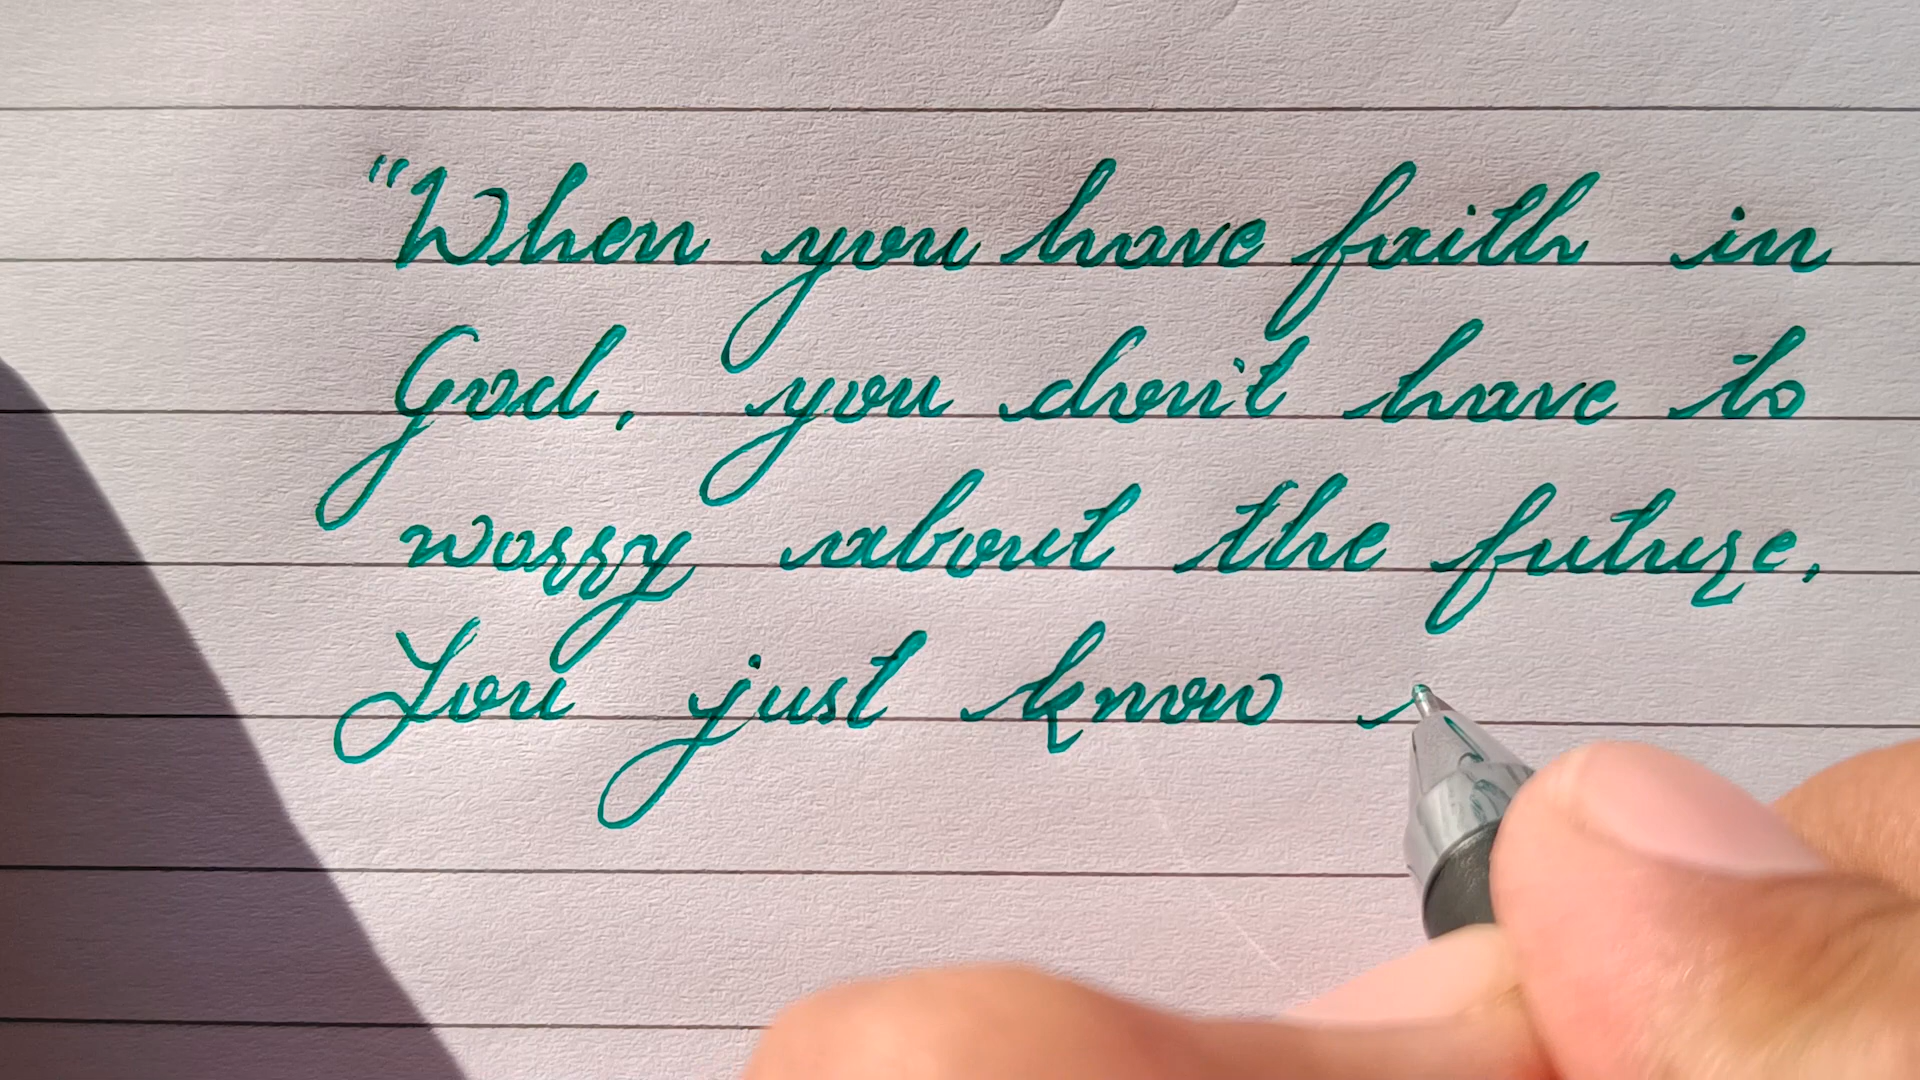 “When you have faith in
God, you don't have to
worry about the future.
You just know